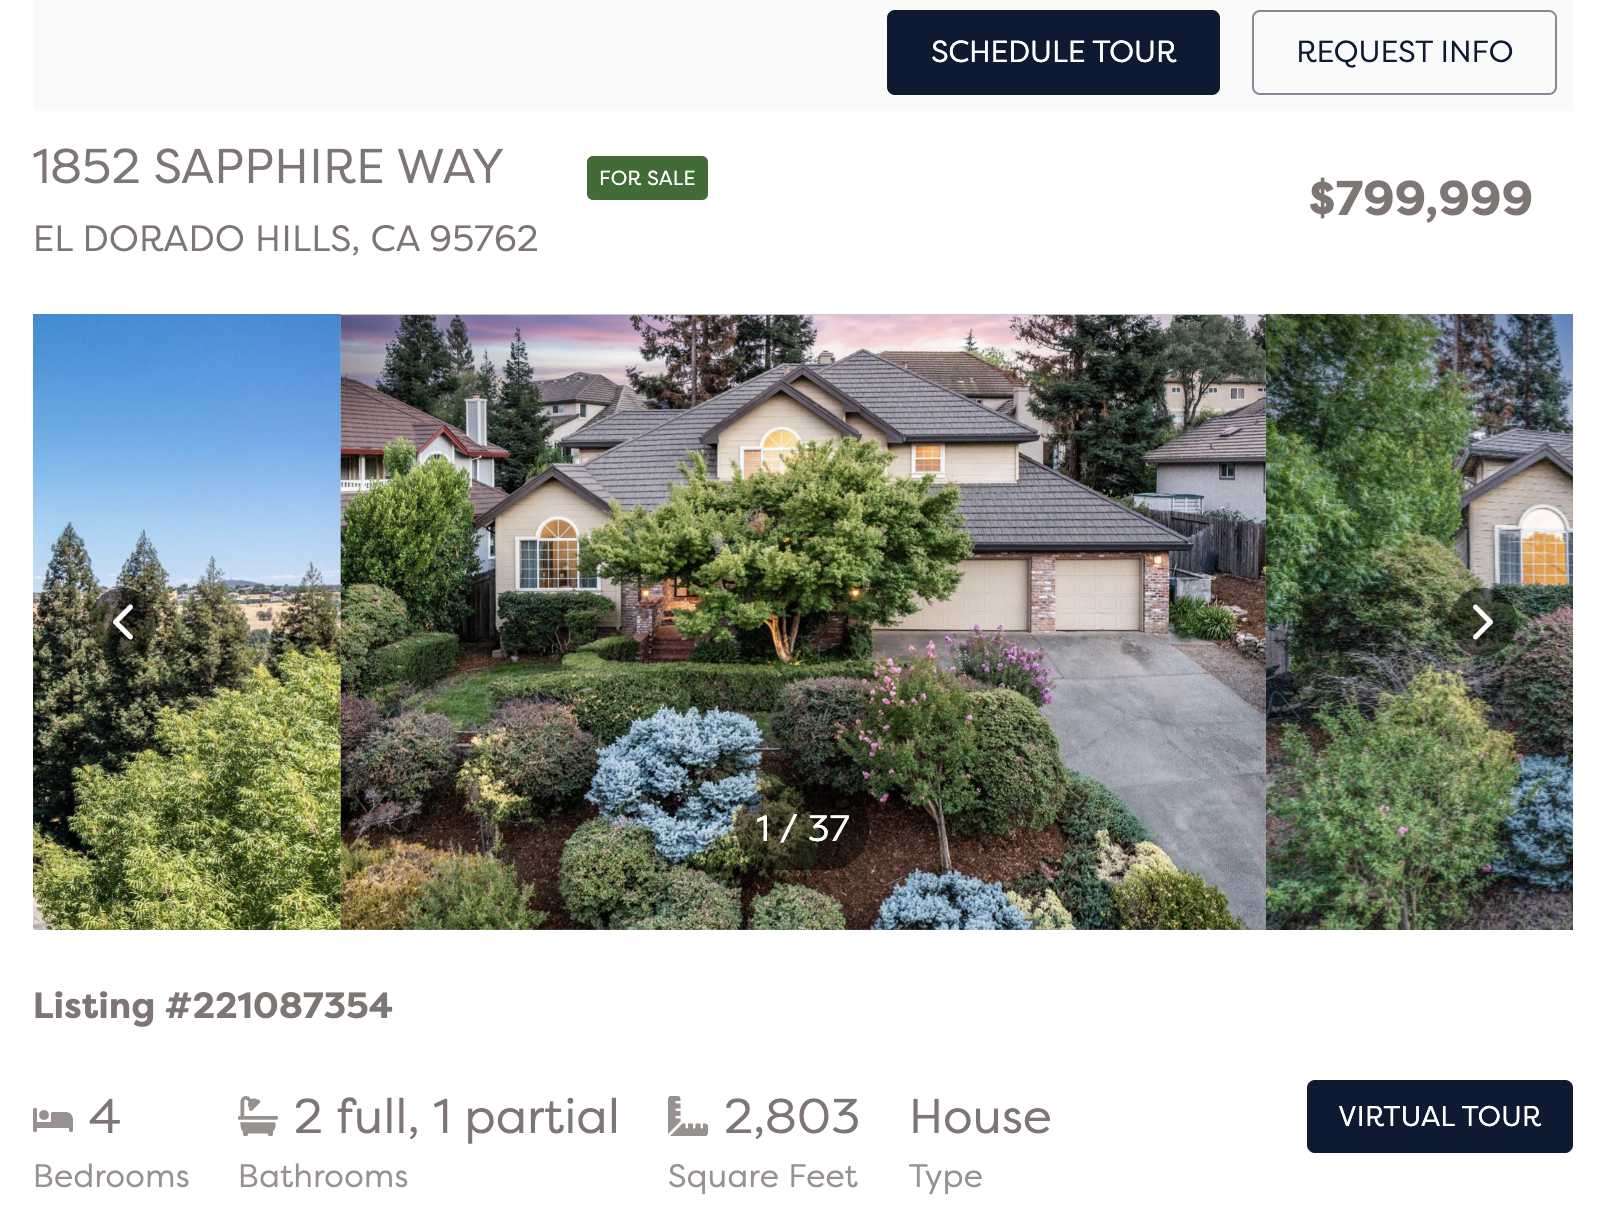 SCHEDULE TOUR
REQUEST INFO
1852 SAPPHIRE WAY
FOR SALE
$799,999
EL DORADO HILLS, CA 95762
1 / 37
Listing #221087354
4
2 full, 1 partial
2,803
House
VIRTUAL TOUR
Bedrooms
Bathrooms
Square Feet
Type